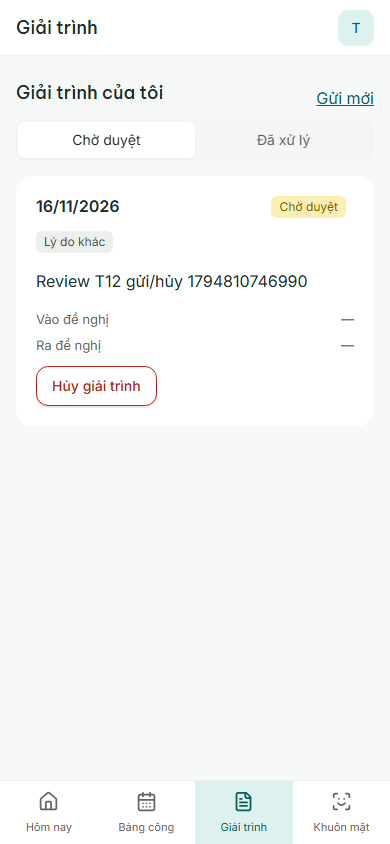 Giải trình
T
Giải trình của tôi
Gửi mới
Chờ duyệt
Đã xử lý
16/11/2026
Chờ duyệt
Lý do khác
Review T12 gửi/hủy 1794810746990
Vào đề nghị
—
Ra đề nghị
—
Hủy giải trình
Hôm nay
Bảng công
Giải trình
Khuôn mặt